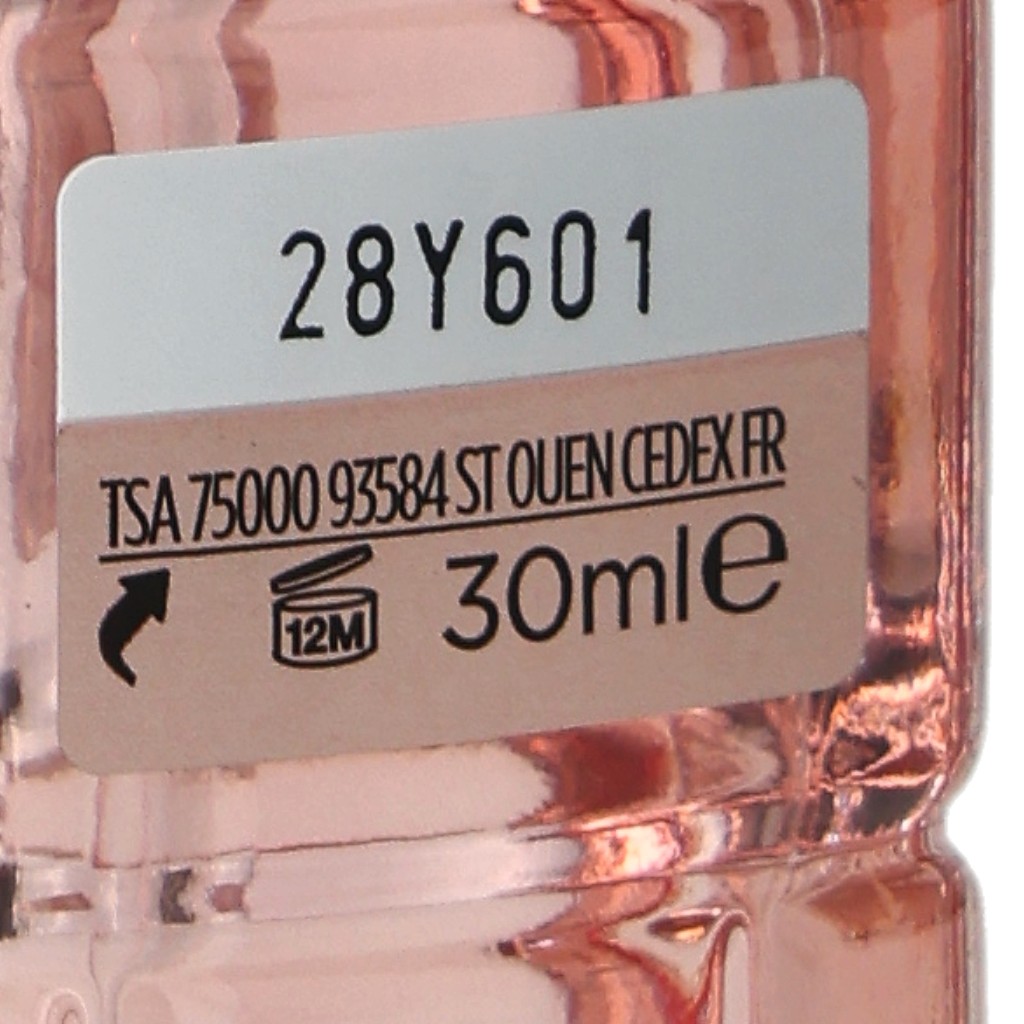 28Y601
TSA 75000 93584 ST OUEN CEDEX FR
12M 30ml e